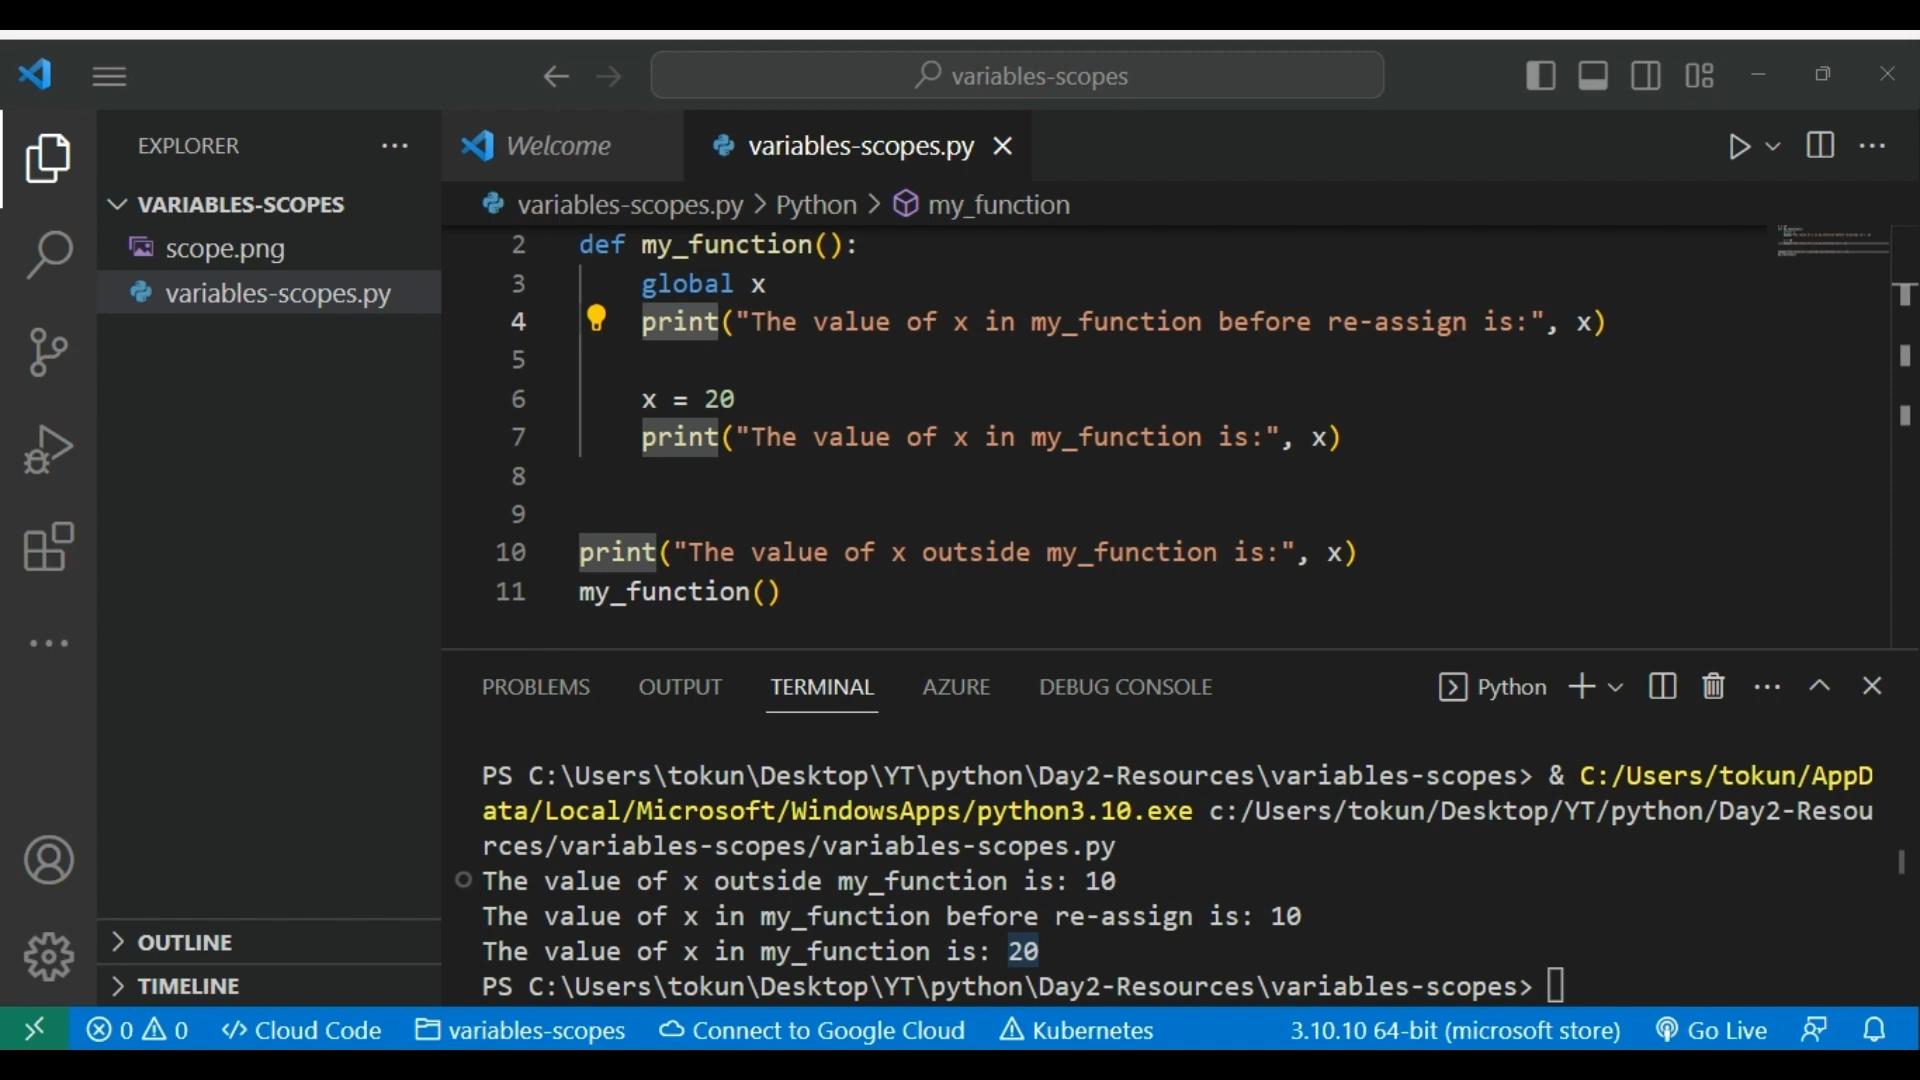 variables-scopes
EXPLORER
Welcome
variables-scopes.py
VARIABLES-SCOPES
scope.png
variables-scopes.py
variables-scopes.py > Python > my_function
2 def my_function():
3 global x
4 print("The value of x in my_function before re-assign is:", x)
5
6 x = 20
7 print("The value of x in my_function is:", x)
8
9
10 print("The value of x outside my_function is:", x)
11 my_function()
PROBLEMS OUTPUT TERMINAL AZURE DEBUG CONSOLE Python
PS C:\Users\tokun\Desktop\YT\python\Day2-Resources\variables-scopes> & C:/Users/tokun/AppD
ata/Local/Microsoft/WindowsApps/python3.10.exe c:/Users/tokun/Desktop/YT/python/Day2-Resou
rces/variables-scopes/variables-scopes.py
The value of x outside my_function is: 10
The value of x in my_function before re-assign is: 10
The value of x in my_function is: 20
PS C:\Users\tokun\Desktop\YT\python\Day2-Resources\variables-scopes>
OUTLINE
TIMELINE
0 0 Cloud Code variables-scopes Connect to Google Cloud Kubernetes 3.10.10 64-bit (microsoft store) Go Live